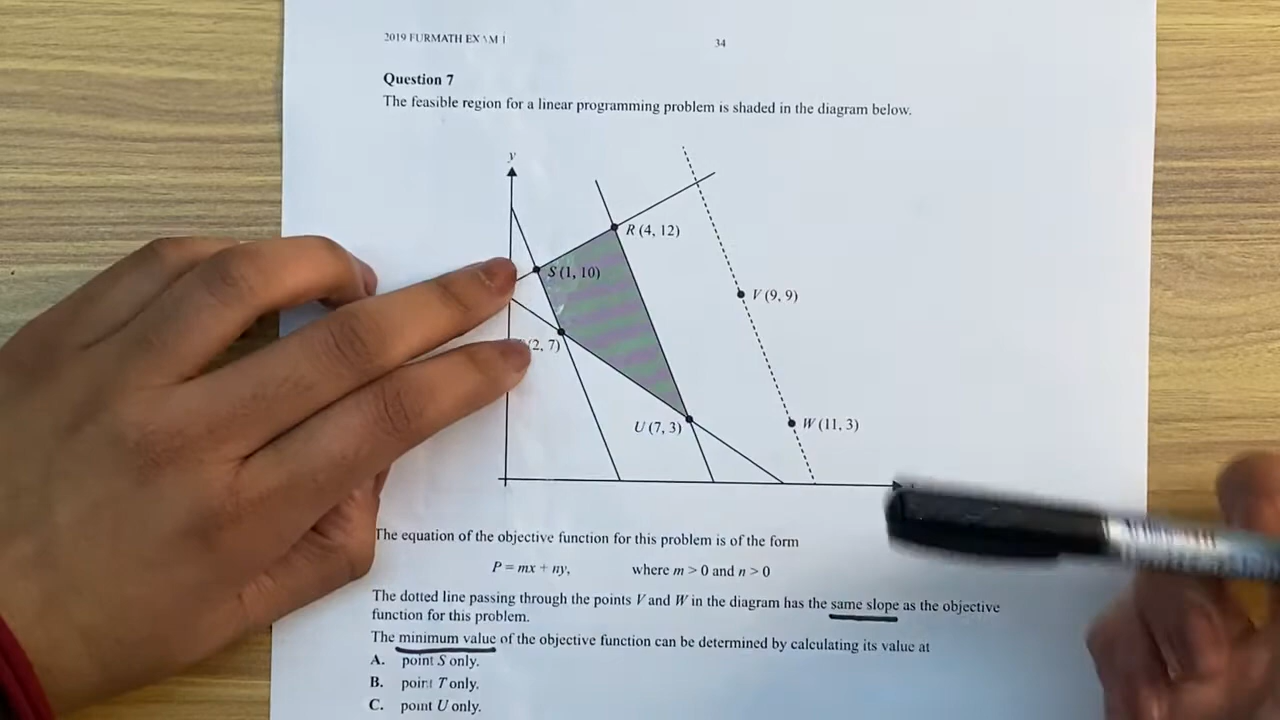 2019 FURMATH EXAM 1
34
Question 7
The feasible region for a linear programming problem is shaded in the diagram below.
y
R (4, 12)
S (1, 10)
V (9, 9)
(2, 7)
U (7, 3)
W (11, 3)
The equation of the objective function for this problem is of the form
P = mx + ny, where m > 0 and n > 0
The dotted line passing through the points V and W in the diagram has the same slope as the objective
function for this problem.
The minimum value of the objective function can be determined by calculating its value at
A. point S only.
B. point T only.
C. point U only.